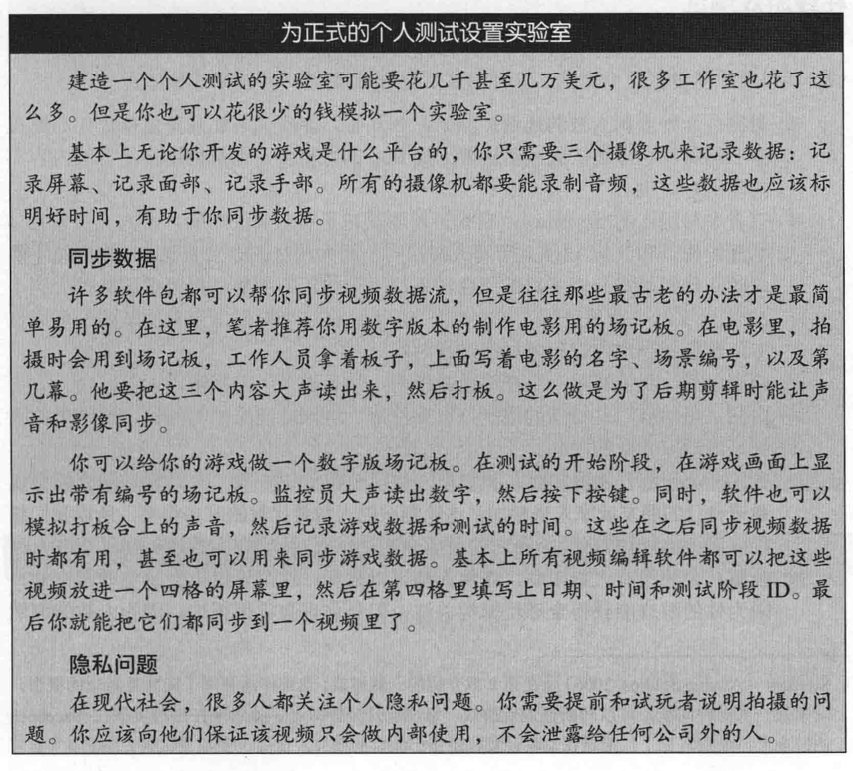 为正式的个人测试设置实验室
建造一个个人测试的实验室可能要花几千甚至几万美元，很多工作室也花了这
么多。但是你也可以花很少的钱模拟一个实验室。
基本上无论你开发的游戏是什么平台的，你只需要三个摄像机来记录数据：记
录屏幕、记录面部、记录手部。所有的摄像机都要能录制音频，这些数据也应该标
明好时间，有助于你同步数据。
同步数据
许多软件包都可以帮你同步视频数据流，但是往往那些最古老的办法才是最简
单易用的。在这里，笔者推荐你用数字版本的制作电影用的场记板。在电影里，拍
摄时会用到场记板，工作人员拿着板子，上面写着电影的名字、场景编号，以及第
几幕。他要把这三个内容大声读出来，然后打板。这么做是为了后期剪辑时能让声
音和影像同步。
你可以给你的游戏做一个数字版场记板。在测试的开始阶段，在游戏画面上显
示出带有编号的场记板。监控员大声读出数字，然后按下按键。同时，软件也可以
模拟打板合上的声音，然后记录游戏数据和测试的时间。这些在之后同步视频数据
时都有用，甚至也可以用来同步游戏数据。基本上所有视频编辑软件都可以把这些
视频放进一个四格的屏幕里，然后在第四格里填写上日期、时间和测试阶段 ID。最
后你就能把它们都同步到一个视频里了。
隐私问题
在现代社会，很多人都关注个人隐私问题。你需要提前和试玩者说明拍摄的问
题。你应该向他们保证该视频只会做内部使用，不会泄露给任何公司外的人。